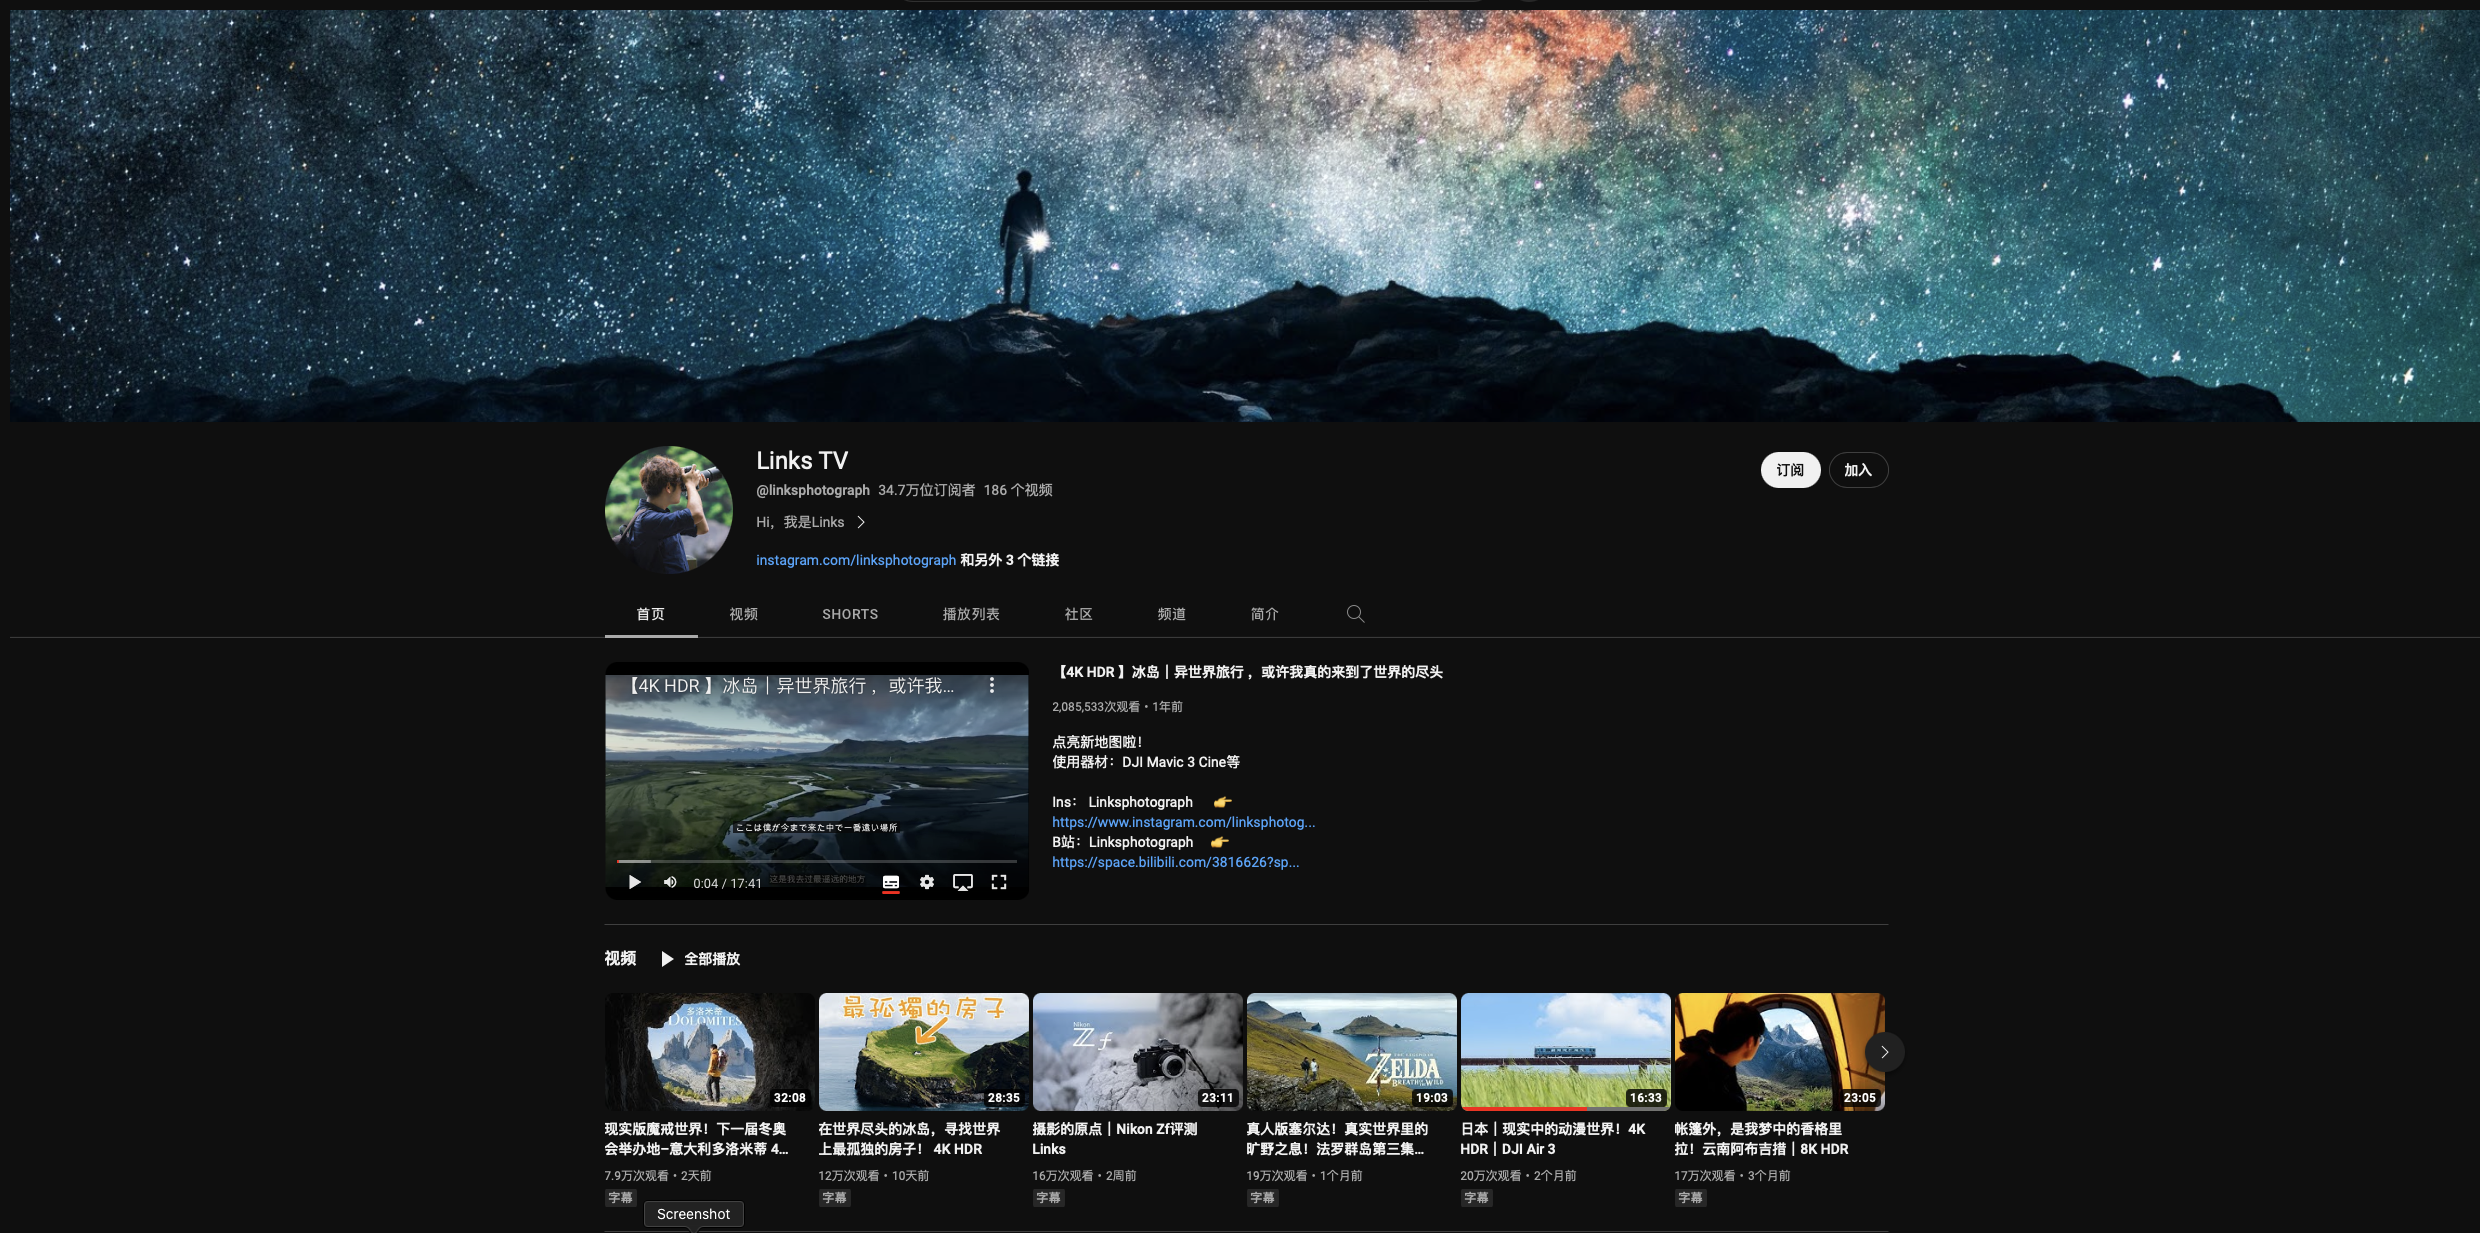 Links TV
@linksphotograph 34.7万位订阅者 186 个视频
Hi，我是Links
instagram.com/linksphotograph 和另外 3 个链接
订阅 加入
首页 视频 SHORTS 播放列表 社区 频道 简介
【4K HDR 】冰岛｜异世界旅行 ，或许我...
ここは僕が今まで来た中で一番遠い場所
这是我去过最遥远的地方
0:04 / 17:41
【4K HDR 】冰岛｜异世界旅行 ，或许我真的来到了世界的尽头
2,085,533次观看・1年前
点亮新地图啦！
使用器材：DJI Mavic 3 Cine等
Ins： Linksphotograph 👉
https://www.instagram.com/linksphotog...
B站：Linksphotograph 👉
https://space.bilibili.com/3816626?sp...
视频 全部播放
多洛米蒂
DOLOMITES
32:08
现实版魔戒世界！下一届冬奥
会举办地–意大利多洛米蒂 4...
7.9万次观看・2天前
字幕
最孤獨的房子
28:35
在世界尽头的冰岛，寻找世界
上最孤独的房子！ 4K HDR
12万次观看・10天前
字幕
Nikon
Zf
23:11
摄影的原点｜Nikon Zf评测
Links
16万次观看・2周前
字幕
THE LEGEND OF
ZELDA
BREATH OF THE WILD
19:03
真人版塞尔达！真实世界里的
旷野之息！法罗群岛第三集...
19万次观看・1个月前
字幕
16:33
日本｜现实中的动漫世界！4K
HDR｜DJI Air 3
20万次观看・2个月前
字幕
23:05
帐篷外，是我梦中的香格里
拉！云南阿布吉措｜8K HDR
17万次观看・3个月前
字幕
Screenshot